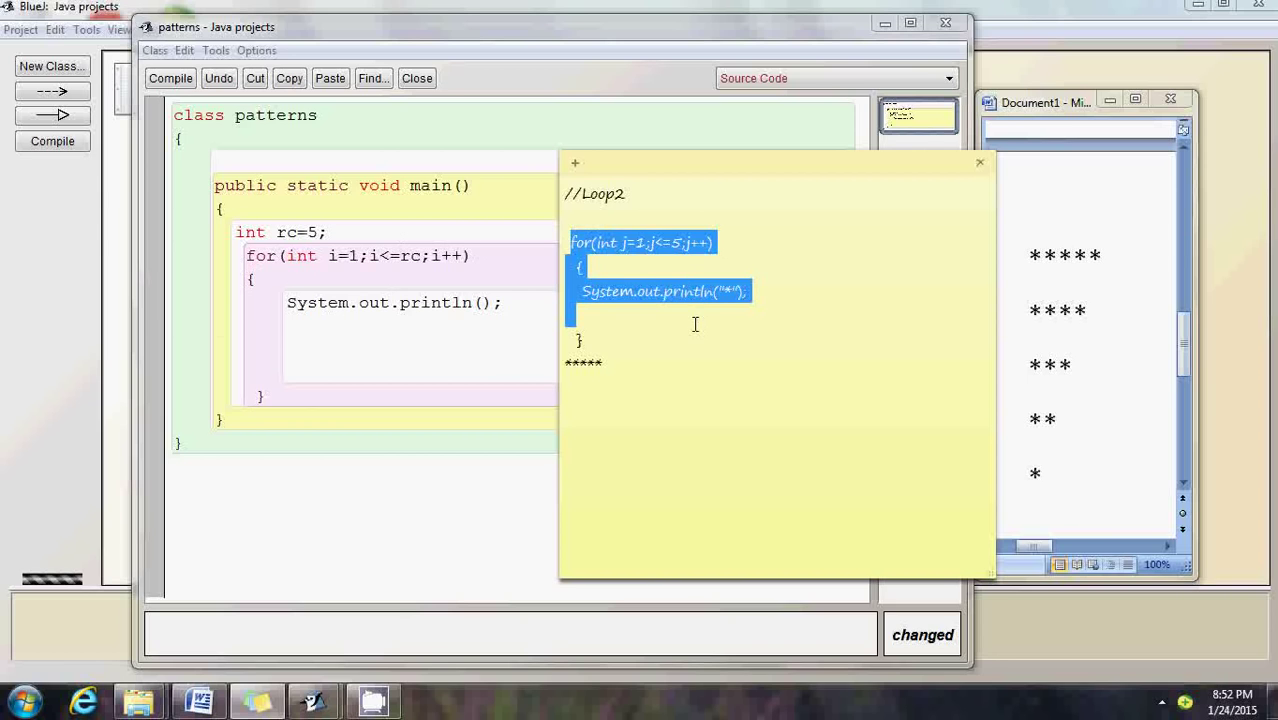 BlueJ: Java projects
Project Edit Tools View
New Class...
Compile
patterns - Java projects
Class Edit Tools Options
Compile Undo Cut Copy Paste Find... Close
Source Code
class patterns
{
public static void main()
{
int rc=5;
for(int i=1;i<=rc;i++)
{
System.out.println();
}
}
}
changed
+
//Loop2
for(int j=1;j<=5;j++)
{
System.out.println("*");
}
*****
Document1 - Mi...
*****
****
***
**
*
100%
8:52 PM
1/24/2015